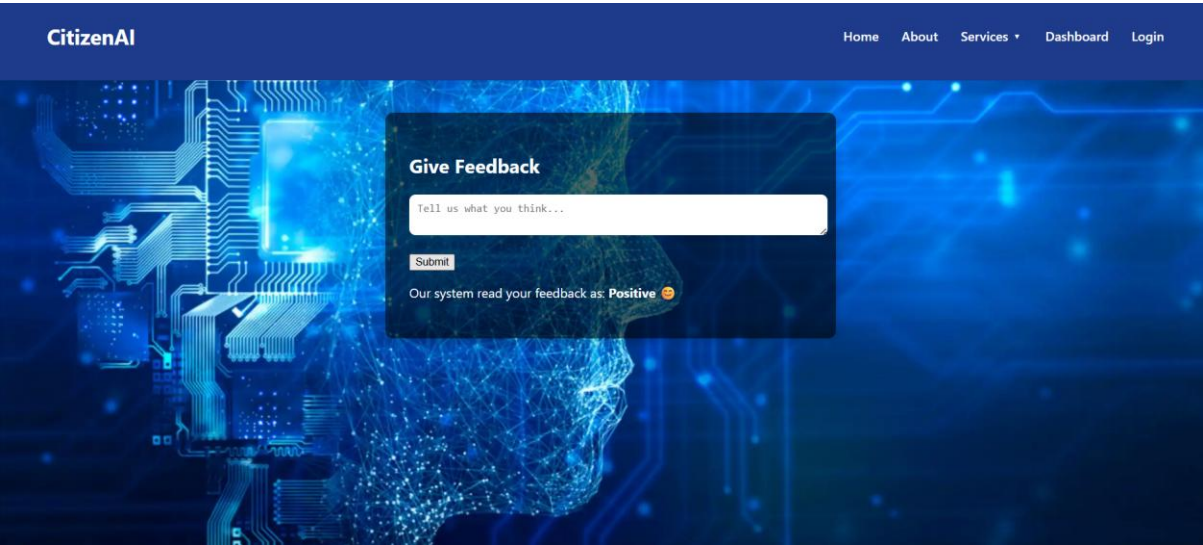 CitizenAI
Home About Services ▾ Dashboard Login
Give Feedback
Tell us what you think...
Submit
Our system read your feedback as: Positive 😊